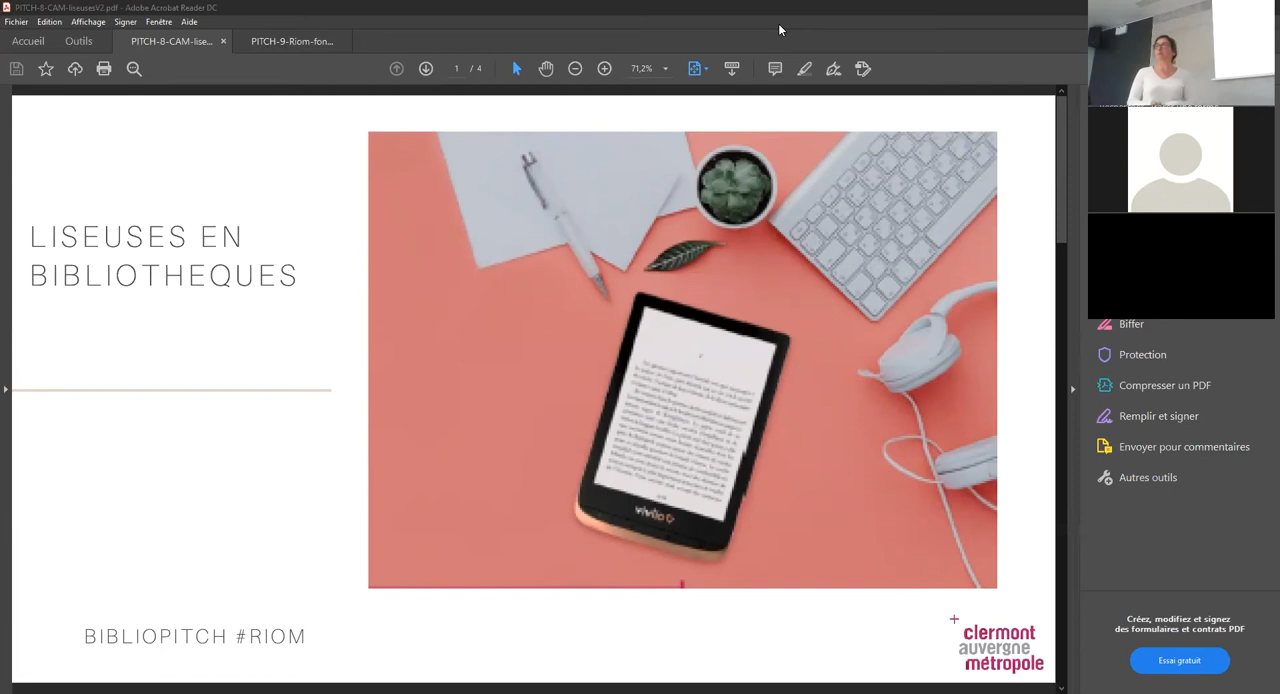 PITCH-8-CAM-liseusesV2.pdf - Adobe Acrobat Reader DC
Fichier Edition Affichage Signer Fenêtre Aide
Accueil Outils PITCH-8-CAM-lise... × PITCH-9-Riom-fon...
1 / 4 71,2%
LISEUSES EN
BIBLIOTHEQUES
vivlio
BIBLIOPITCH #RIOM
+
clermont
auvergne
métropole
Biffer
Protection
Compresser un PDF
Remplir et signer
Envoyer pour commentaires
Autres outils
Créez, modifiez et signez
des formulaires et contrats PDF
Essai gratuit